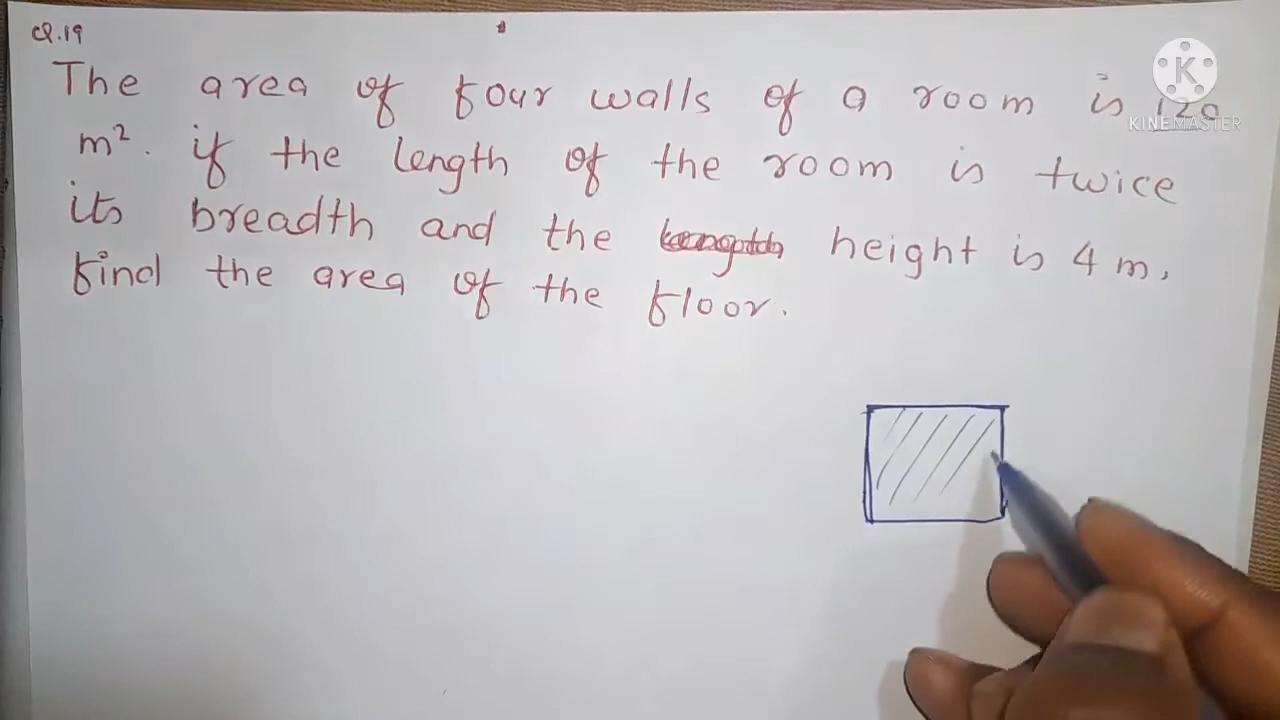 Q.19
The area of four walls of a room is 120
m². if the length of the room is twice
its breadth and the height is 4 m,
find the area of the floor.
K
KINEMASTER